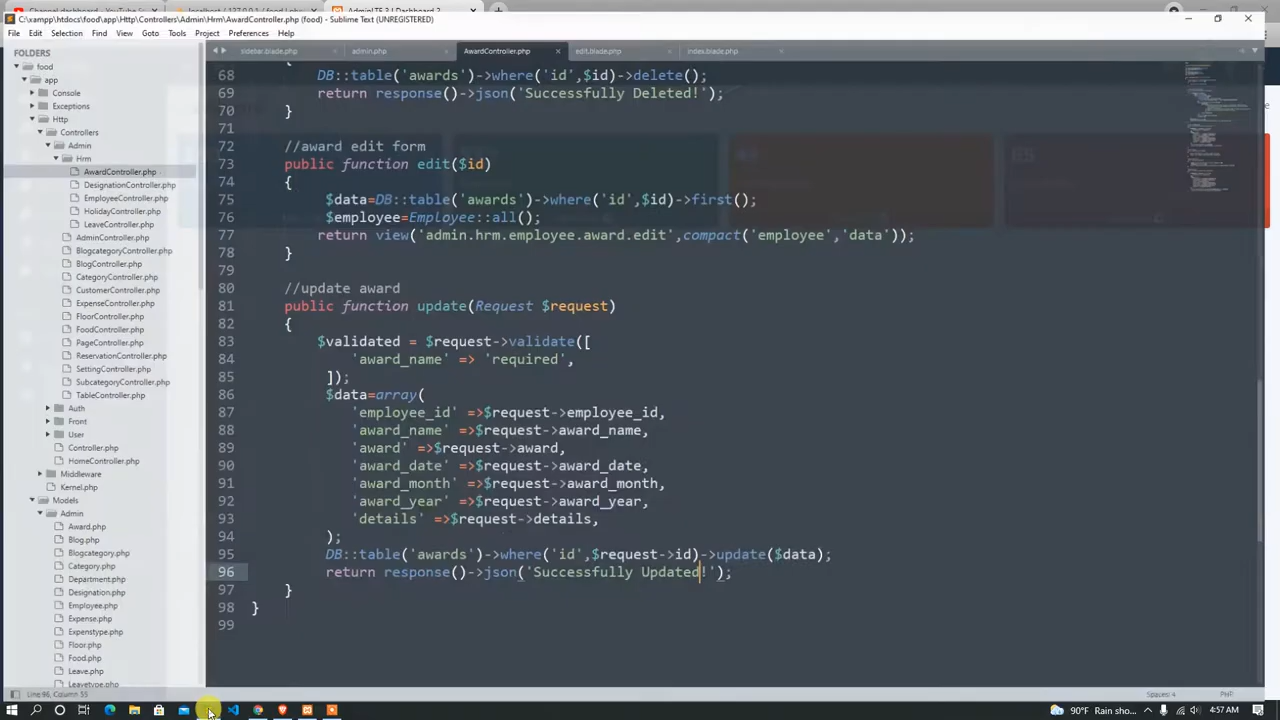 C:\xampp\htdocs\food\app\Http\Controllers\Admin\Hrm\AwardController.php (food) - Sublime Text (UNREGISTERED)
File Edit Selection Find View Goto Tools Project Preferences Help
FOLDERS
food
app
Console
Exceptions
Http
Controllers
Admin
Hrm
AwardController.php
DesignationController.php
EmployeeController.php
HolidayController.php
LeaveController.php
AdminController.php
BlogcategoryController.php
BlogController.php
CategoryController.php
CustomerController.php
ExpenseController.php
FloorController.php
FoodController.php
PageController.php
ReservationController.php
SettingController.php
SubcategoryController.php
TableController.php
Auth
Front
User
Controller.php
HomeController.php
Middleware
Kernel.php
Models
Admin
Award.php
Blog.php
Blogcategory.php
Category.php
Department.php
Designation.php
Employee.php
Expense.php
Expenstype.php
Floor.php
Food.php
Leave.php
Leavetype.php
sidebar.blade.php admin.php AwardController.php edit.blade.php index.blade.php
68 DB::table('awards')->where('id',$id)->delete();
69 return response()->json('Successfully Deleted!');
70 }
71
72 //award edit form
73 public function edit($id)
74 {
75 $data=DB::table('awards')->where('id',$id)->first();
76 $employee=Employee::all();
77 return view('admin.hrm.employee.award.edit',compact('employee','data'));
78 }
79
80 //update award
81 public function update(Request $request)
82 {
83 $validated = $request->validate([
84 'award_name' => 'required',
85 ]);
86 $data=array(
87 'employee_id' =>$request->employee_id,
88 'award_name' =>$request->award_name,
89 'award' =>$request->award,
90 'award_date' =>$request->award_date,
91 'award_month' =>$request->award_month,
92 'award_year' =>$request->award_year,
93 'details' =>$request->details,
94 );
95 DB::table('awards')->where('id',$request->id)->update($data);
96 return response()->json('Successfully Updated!');
97 }
98 }
99
Line 96, Column 55 Spaces: 4 PHP
90°F Rain sho... 4:57 AM